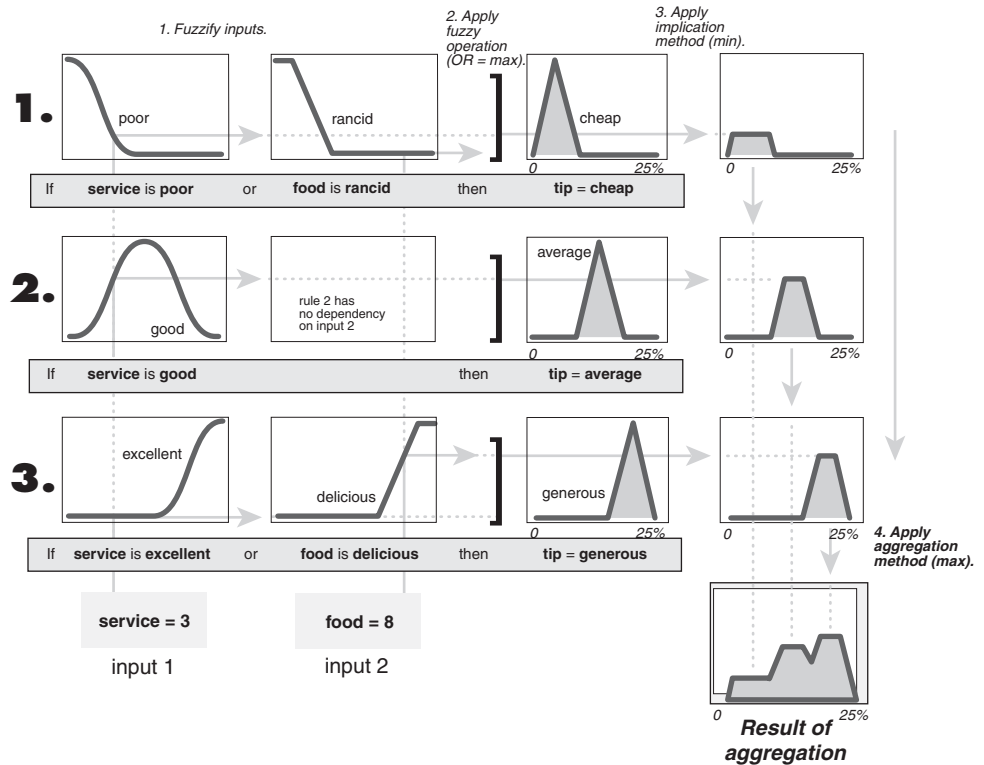 1. Fuzzify inputs.
2. Apply
fuzzy
operation
(OR = max).
3. Apply
implication
method (min).
1.
poor
rancid
cheap
0
25%
0
25%
If service is poor or food is rancid then tip = cheap
2.
good
rule 2 has
no dependency
on input 2
average
0
25%
0
25%
If service is good then tip = average
3.
excellent
delicious
generous
0
25%
0
25%
If service is excellent or food is delicious then tip = generous
4. Apply
aggregation
method (max).
service = 3
food = 8
input 1
input 2
0
25%
Result of
aggregation